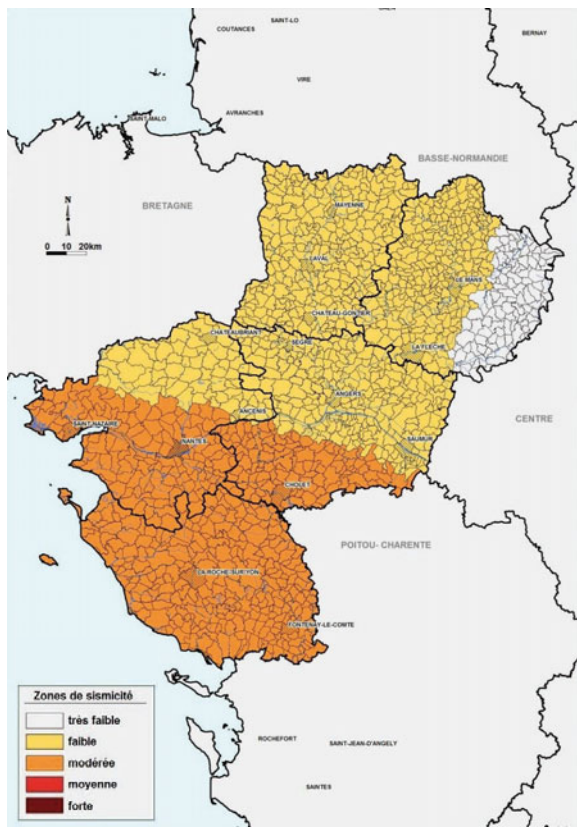 SAINT-LO
COUTANCES
BERNAY
VIRE
AVRANCHES
SAINT-MALO
BASSE-NORMANDIE
BRETAGNE
MAYENNE
N
0 10 20km
LAVAL
LE MANS
CHATEAU-GONTIER
CHATEAUBRIANT
SEGRE
LA FLECHE
ANGERS
ANCENIS
CENTRE
SAINT-NAZAIRE
NANTES
SAUMUR
CHOLET
POITOU- CHARENTE
LA ROCHE-SUR-YON
FONTENAY-LE-COMTE
Zones de sismicité
très faible
faible
modérée
moyenne
forte
ROCHEFORT
SAINT-JEAN-D'ANGELY
SAINTES